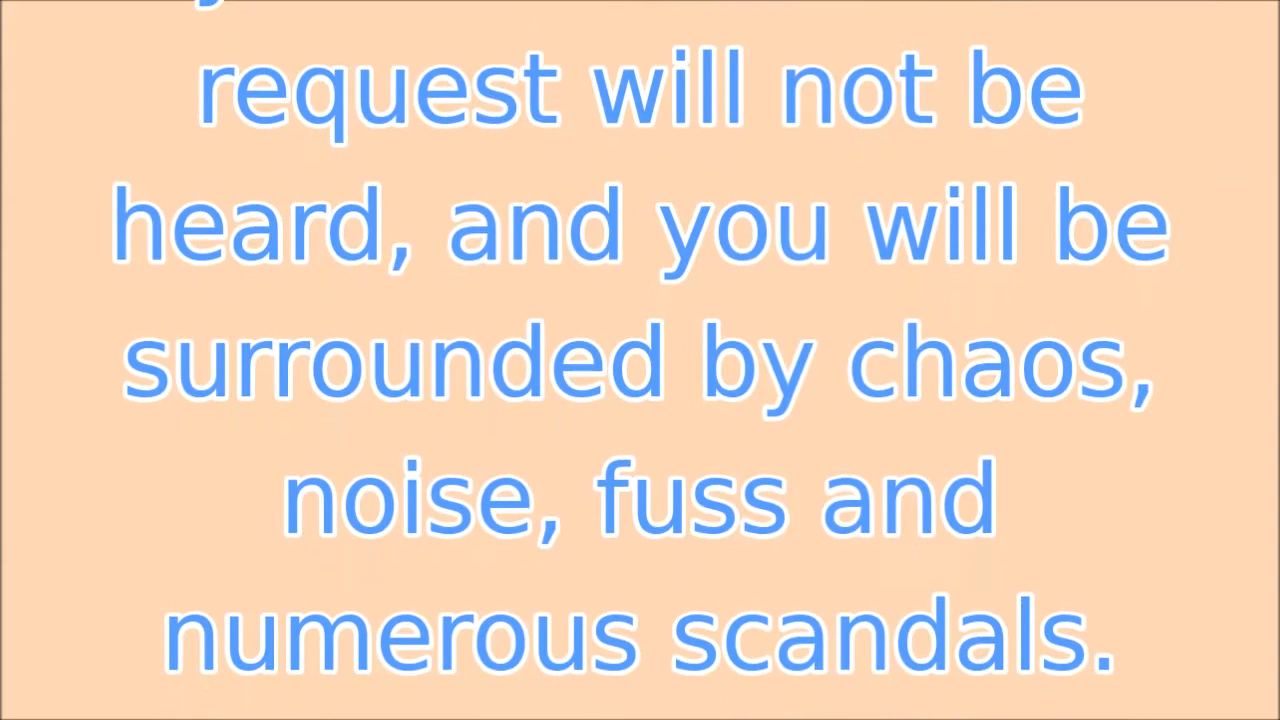 request will not be
heard, and you will be
surrounded by chaos,
noise, fuss and
numerous scandals.